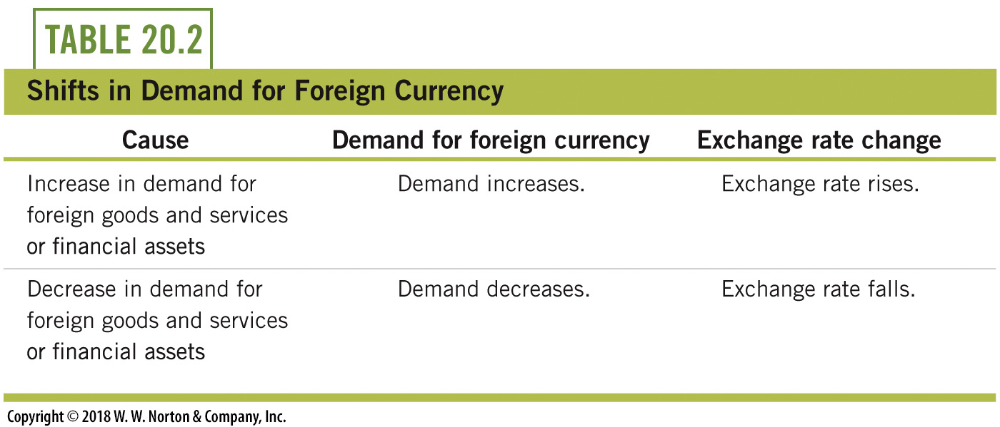 TABLE 20.2
Shifts in Demand for Foreign Currency
Cause Demand for foreign currency Exchange rate change
Increase in demand for Demand increases. Exchange rate rises.
foreign goods and services
or financial assets
Decrease in demand for Demand decreases. Exchange rate falls.
foreign goods and services
or financial assets
Copyright © 2018 W. W. Norton & Company, Inc.